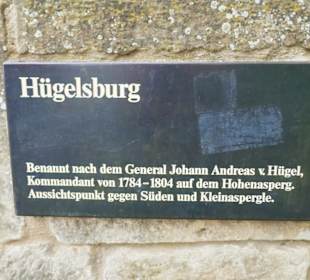 Hügelsburg
Benannt nach dem General Johann Andreas v. Hügel,
Kommandant von 1784–1804 auf dem Hohenasperg.
Aussichtspunkt gegen Süden und Kleinaspergle.